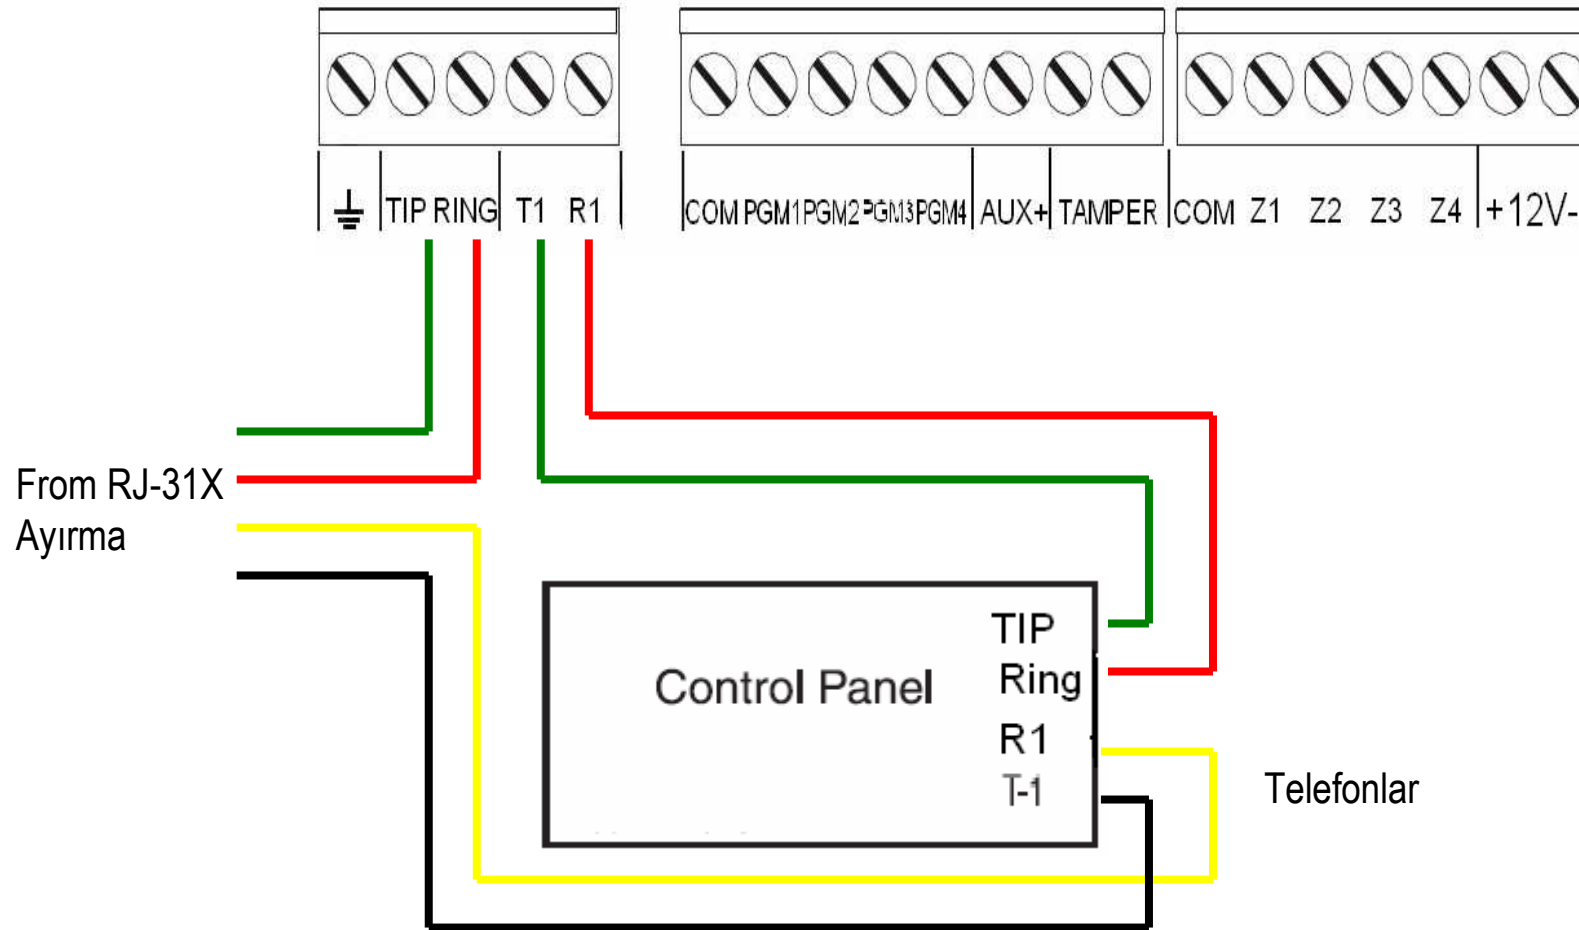 TIP RING T1 R1 COM PGM1 PGM2 PGM3 PGM4 AUX+ TAMPER COM Z1 Z2 Z3 Z4 +12V-
From RJ-31X
Ayırma
TIP
Control Panel Ring
R1
T-1
Telefonlar